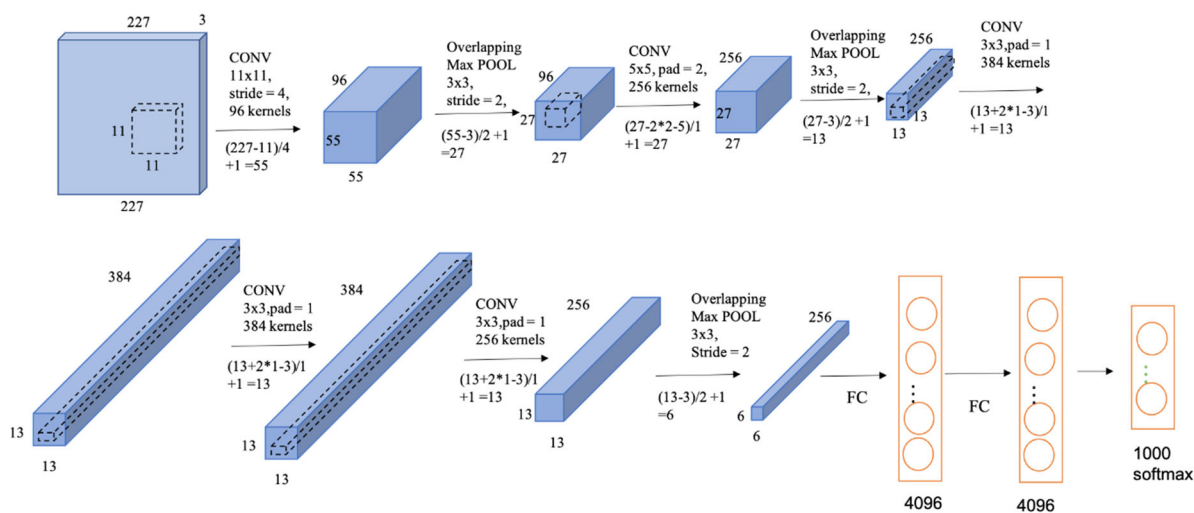 227
3
11
11
227
CONV
11x11,
stride = 4,
96 kernels
(227-11)/4
+1 = 55
96
55
55
Overlapping
Max POOL
3x3,
stride = 2,
(55-3)/2 +1
=27
96
27
27
CONV
5x5, pad = 2,
256 kernels
(27-2*2-5)/1
+1 = 27
256
27
27
Overlapping
Max POOL
3x3,
stride = 2,
(27-3)/2 +1
=13
256
13
13
CONV
3x3,pad = 1
384 kernels
(13+2*1-3)/1
+1 = 13
384
13
13
CONV
3x3,pad = 1
384 kernels
(13+2*1-3)/1
+1 = 13
384
13
13
CONV
3x3,pad = 1
256 kernels
(13+2*1-3)/1
+1 = 13
256
13
13
Overlapping
Max POOL
3x3,
Stride = 2
(13-3)/2 +1
=6
256
6
6
FC
4096
FC
4096
1000
softmax